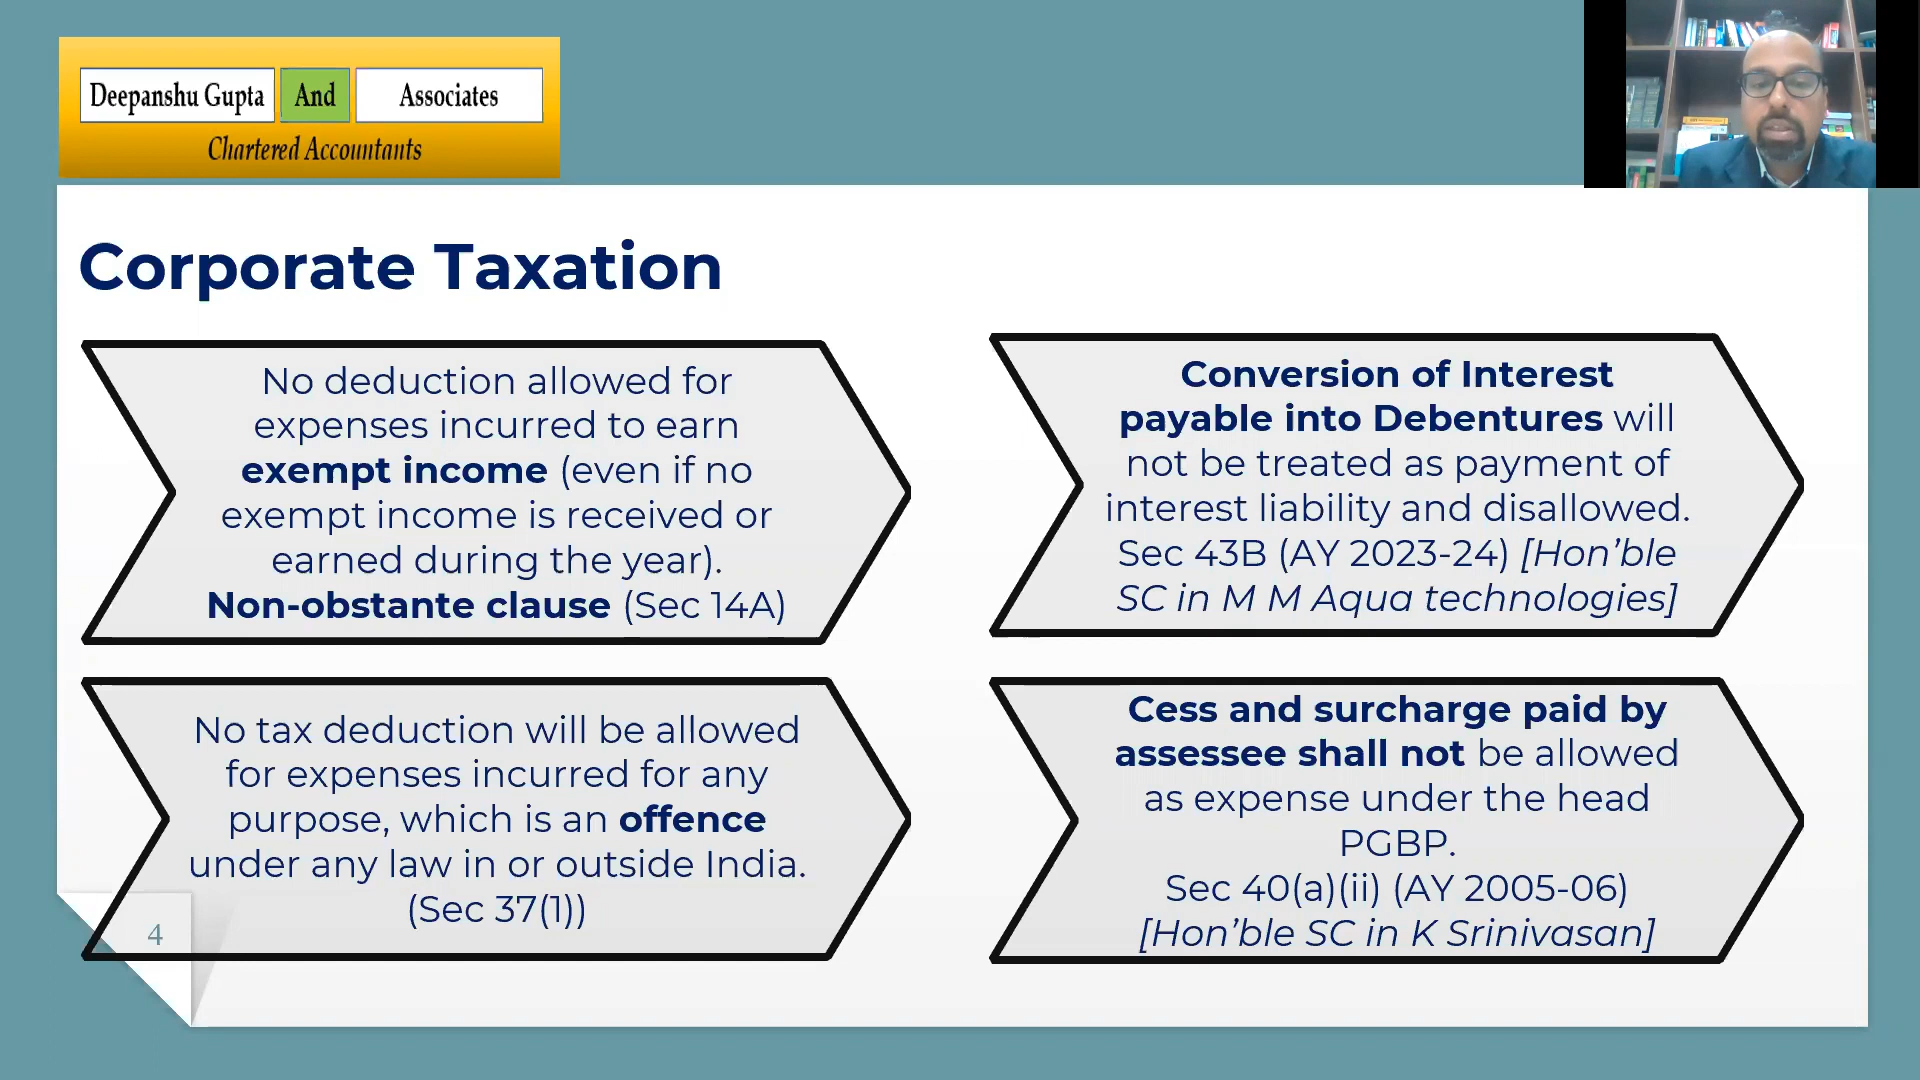 Deepanshu Gupta And Associates
Chartered Accountants
Corporate Taxation
No deduction allowed for
expenses incurred to earn
exempt income (even if no
exempt income is received or
earned during the year).
Non-obstante clause (Sec 14A)
Conversion of Interest
payable into Debentures will
not be treated as payment of
interest liability and disallowed.
Sec 43B (AY 2023-24) [Hon’ble
SC in M M Aqua technologies]
No tax deduction will be allowed
for expenses incurred for any
purpose, which is an offence
under any law in or outside India.
(Sec 37(1))
Cess and surcharge paid by
assessee shall not be allowed
as expense under the head
PGBP.
Sec 40(a)(ii) (AY 2005-06)
[Hon’ble SC in K Srinivasan]
4